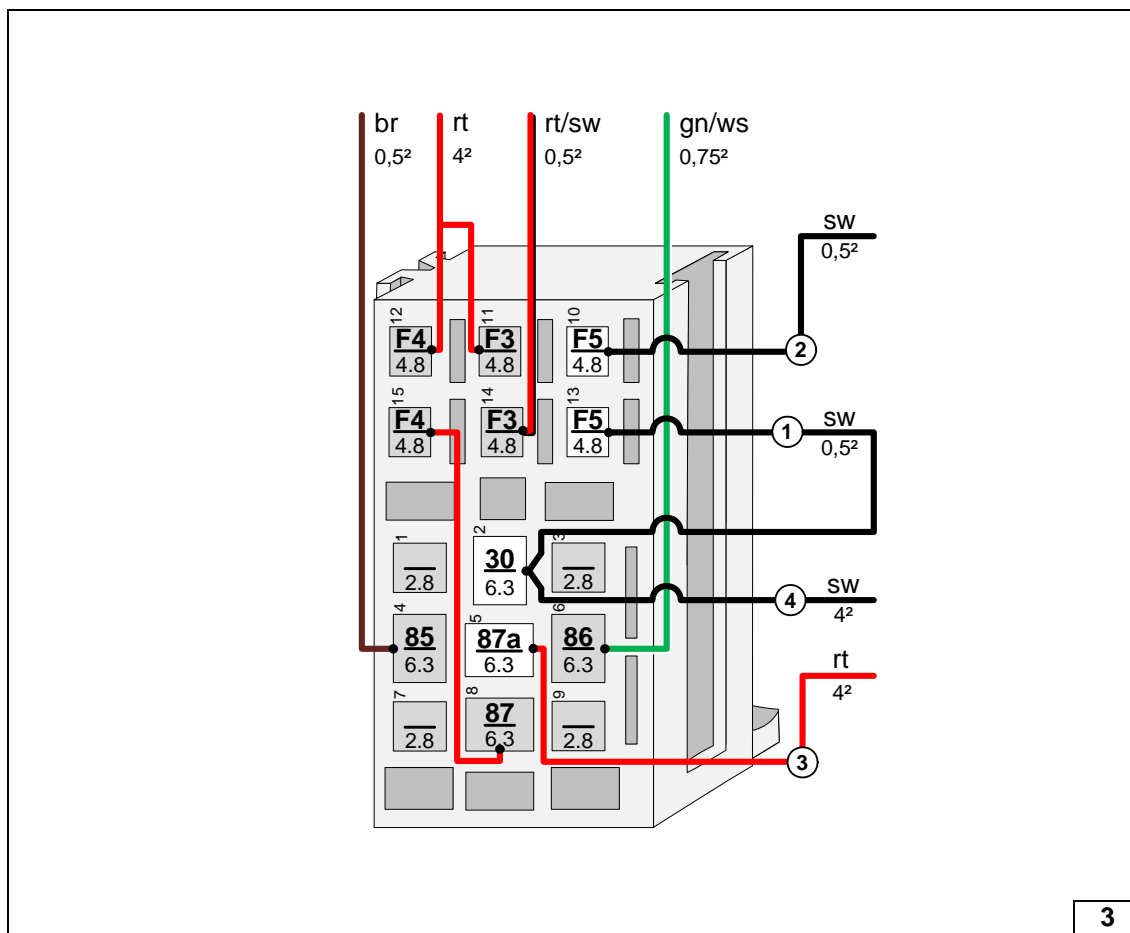 br rt rt/sw gn/ws
0,5² 4² 0,5² 0,75²
sw
0,5²
12 11 10
F4 F3 F5
4.8 4.8 4.8
2
15 14 13
F4 F3 F5
4.8 4.8 4.8
1
sw
0,5²
1 2 3
30
2.8 6.3 2.8
4
sw
4²
4 5 6
85 87a 86
6.3 6.3 6.3
rt
4²
7 8 9
87
2.8 6.3 2.8
3
3